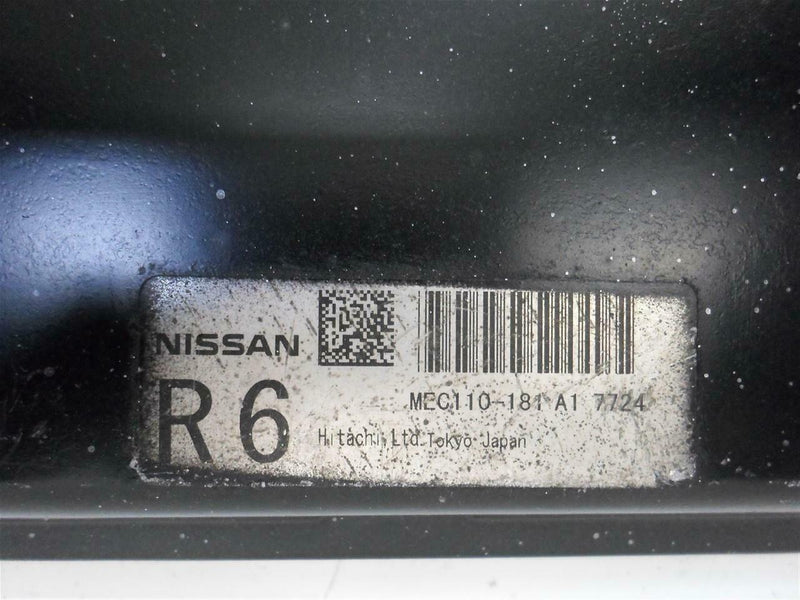 NISSAN
R6
MEC110-181 A1 7724
Hitachi,Ltd.Tokyo Japan